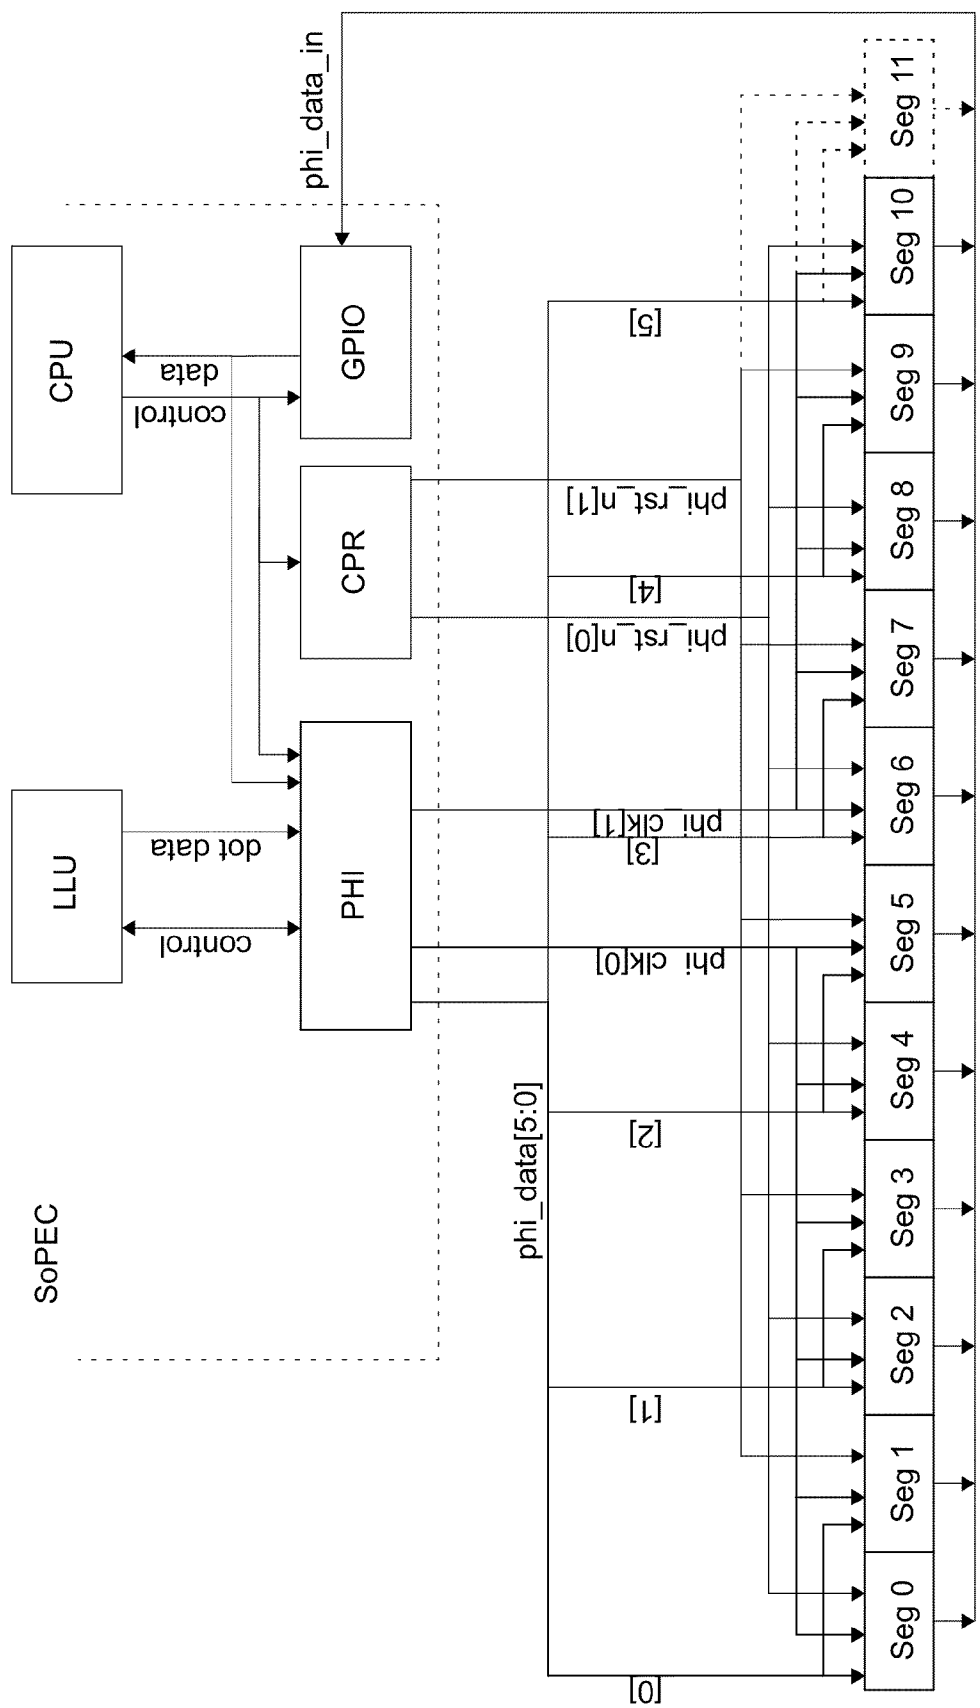 SoPEC
LLU
CPU
control
dot data
control
data
PHI
CPR
GPIO
phi_data_in
phi_data[5:0]
[0]
[1]
[2]
phi_clk[0]
[3]
phi_clk[1]
phi_rst_n[0]
[4]
phi_rst_n[1]
[5]
Seg 0
Seg 1
Seg 2
Seg 3
Seg 4
Seg 5
Seg 6
Seg 7
Seg 8
Seg 9
Seg 10
Seg 11